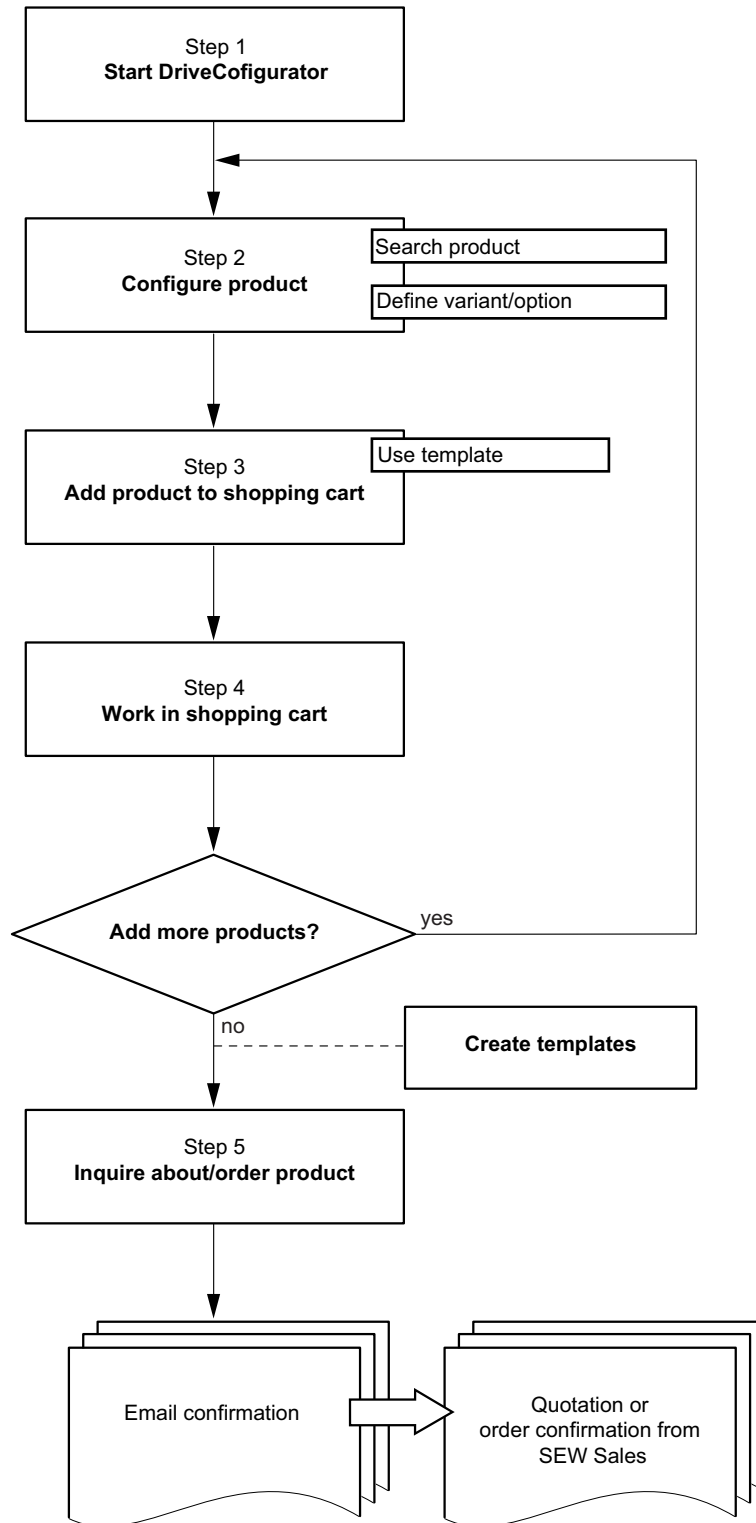 Step 1
Start DriveCofigurator
Step 2
Configure product
Search product
Define variant/option
Step 3
Add product to shopping cart
Use template
Step 4
Work in shopping cart
Add more products?
yes
no
Create templates
Step 5
Inquire about/order product
Email confirmation
Quotation or
order confirmation from
SEW Sales